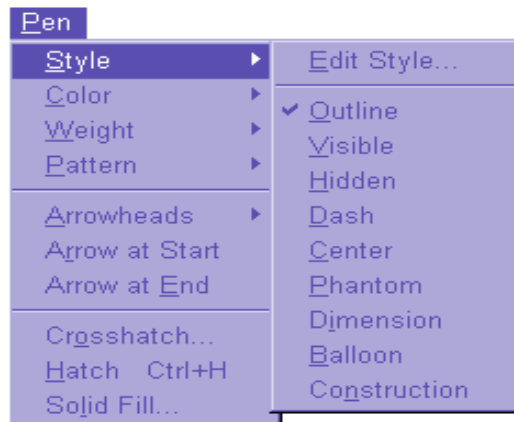 Pen
Style
Color
Weight
Pattern
Arrowheads
Arrow at Start
Arrow at End
Crosshatch...
Hatch Ctrl+H
Solid Fill...
Edit Style...
Outline
Visible
Hidden
Dash
Center
Phantom
Dimension
Balloon
Construction